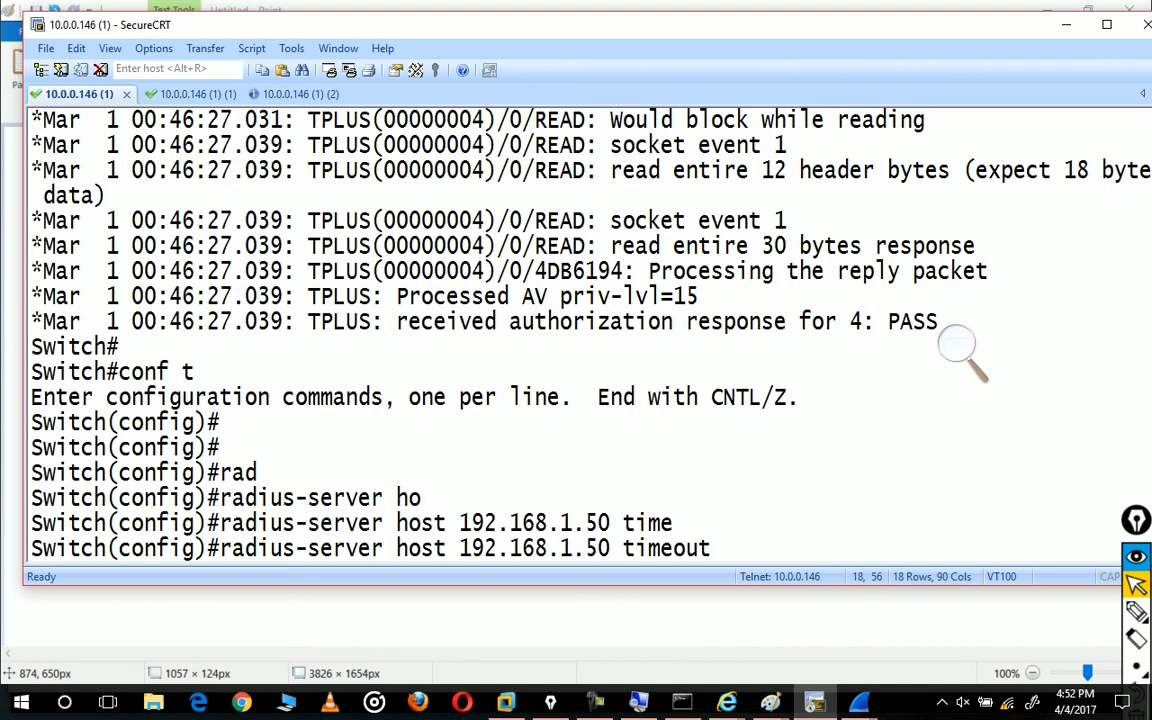 Text Tools
Untitled - Paint
10.0.0.146 (1) - SecureCRT
File Edit View Options Transfer Script Tools Window Help
Enter host <Alt+R>
10.0.0.146 (1) × 10.0.0.146 (1) (1) 10.0.0.146 (1) (2)
*Mar  1 00:46:27.031: TPLUS(00000004)/0/READ: Would block while reading
*Mar  1 00:46:27.039: TPLUS(00000004)/0/READ: socket event 1
*Mar  1 00:46:27.039: TPLUS(00000004)/0/READ: read entire 12 header bytes (expect 18 byte
data)
*Mar  1 00:46:27.039: TPLUS(00000004)/0/READ: socket event 1
*Mar  1 00:46:27.039: TPLUS(00000004)/0/READ: read entire 30 bytes response
*Mar  1 00:46:27.039: TPLUS(00000004)/0/4DB6194: Processing the reply packet
*Mar  1 00:46:27.039: TPLUS: Processed AV priv-lvl=15
*Mar  1 00:46:27.039: TPLUS: received authorization response for 4: PASS
Switch#
Switch#conf t
Enter configuration commands, one per line.  End with CNTL/Z.
Switch(config)#
Switch(config)#
Switch(config)#rad
Switch(config)#radius-server ho
Switch(config)#radius-server host 192.168.1.50 time
Switch(config)#radius-server host 192.168.1.50 timeout
Ready Telnet: 10.0.0.146 18, 56 18 Rows, 90 Cols VT100 CAP
874, 650px 1057 × 124px 3826 × 1654px 100%
4:52 PM
4/4/2017